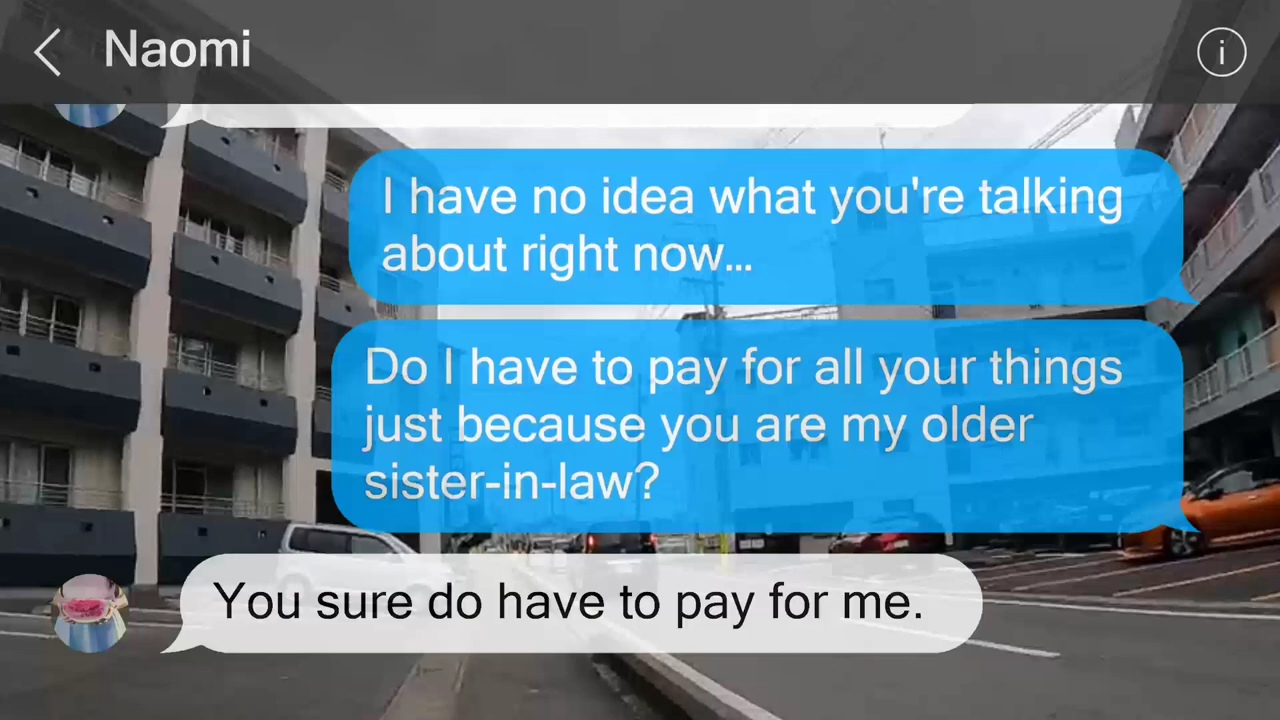 Naomi
i
I have no idea what you're talking
about right now...
Do I have to pay for all your things
just because you are my older
sister-in-law?
You sure do have to pay for me.